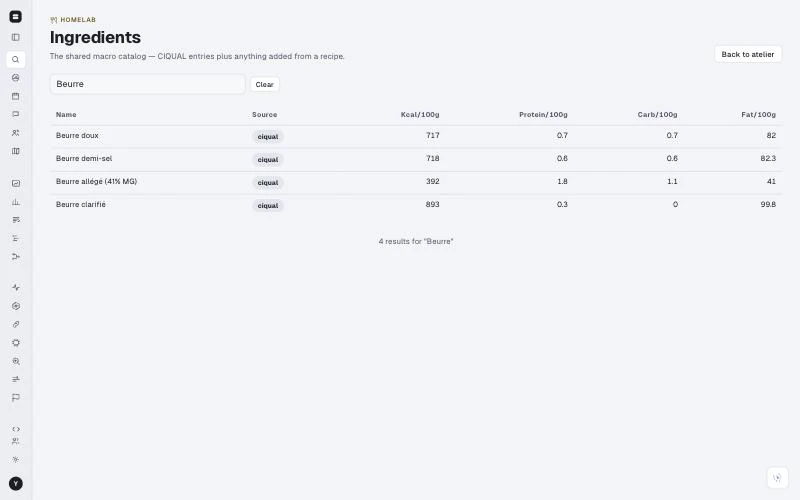 HOMELAB
Ingredients
The shared macro catalog — CIQUAL entries plus anything added from a recipe.
Back to atelier
Beurre
Clear
Name Source Kcal/100g Protein/100g Carb/100g Fat/100g
Beurre doux ciqual 717 0.7 0.7 82
Beurre demi-sel ciqual 718 0.6 0.6 82.3
Beurre allégé (41% MG) ciqual 392 1.8 1.1 41
Beurre clarifié ciqual 893 0.3 0 99.8
4 results for "Beurre"
Y